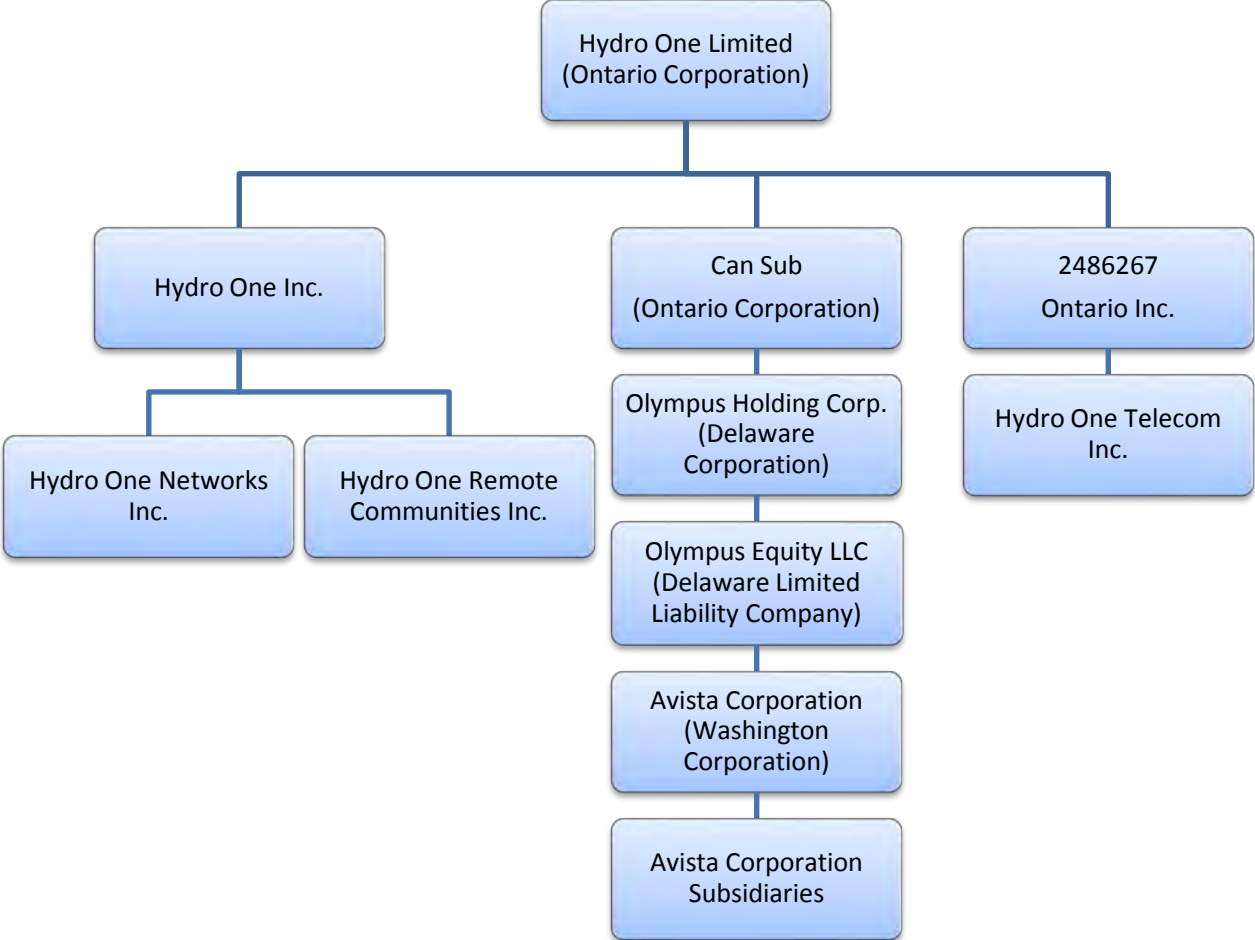 Hydro One Limited
(Ontario Corporation)
Hydro One Inc.
Can Sub
(Ontario Corporation)
2486267
Ontario Inc.
Hydro One Networks
Inc.
Hydro One Remote
Communities Inc.
Olympus Holding Corp.
(Delaware
Corporation)
Hydro One Telecom
Inc.
Olympus Equity LLC
(Delaware Limited
Liability Company)
Avista Corporation
(Washington
Corporation)
Avista Corporation
Subsidiaries